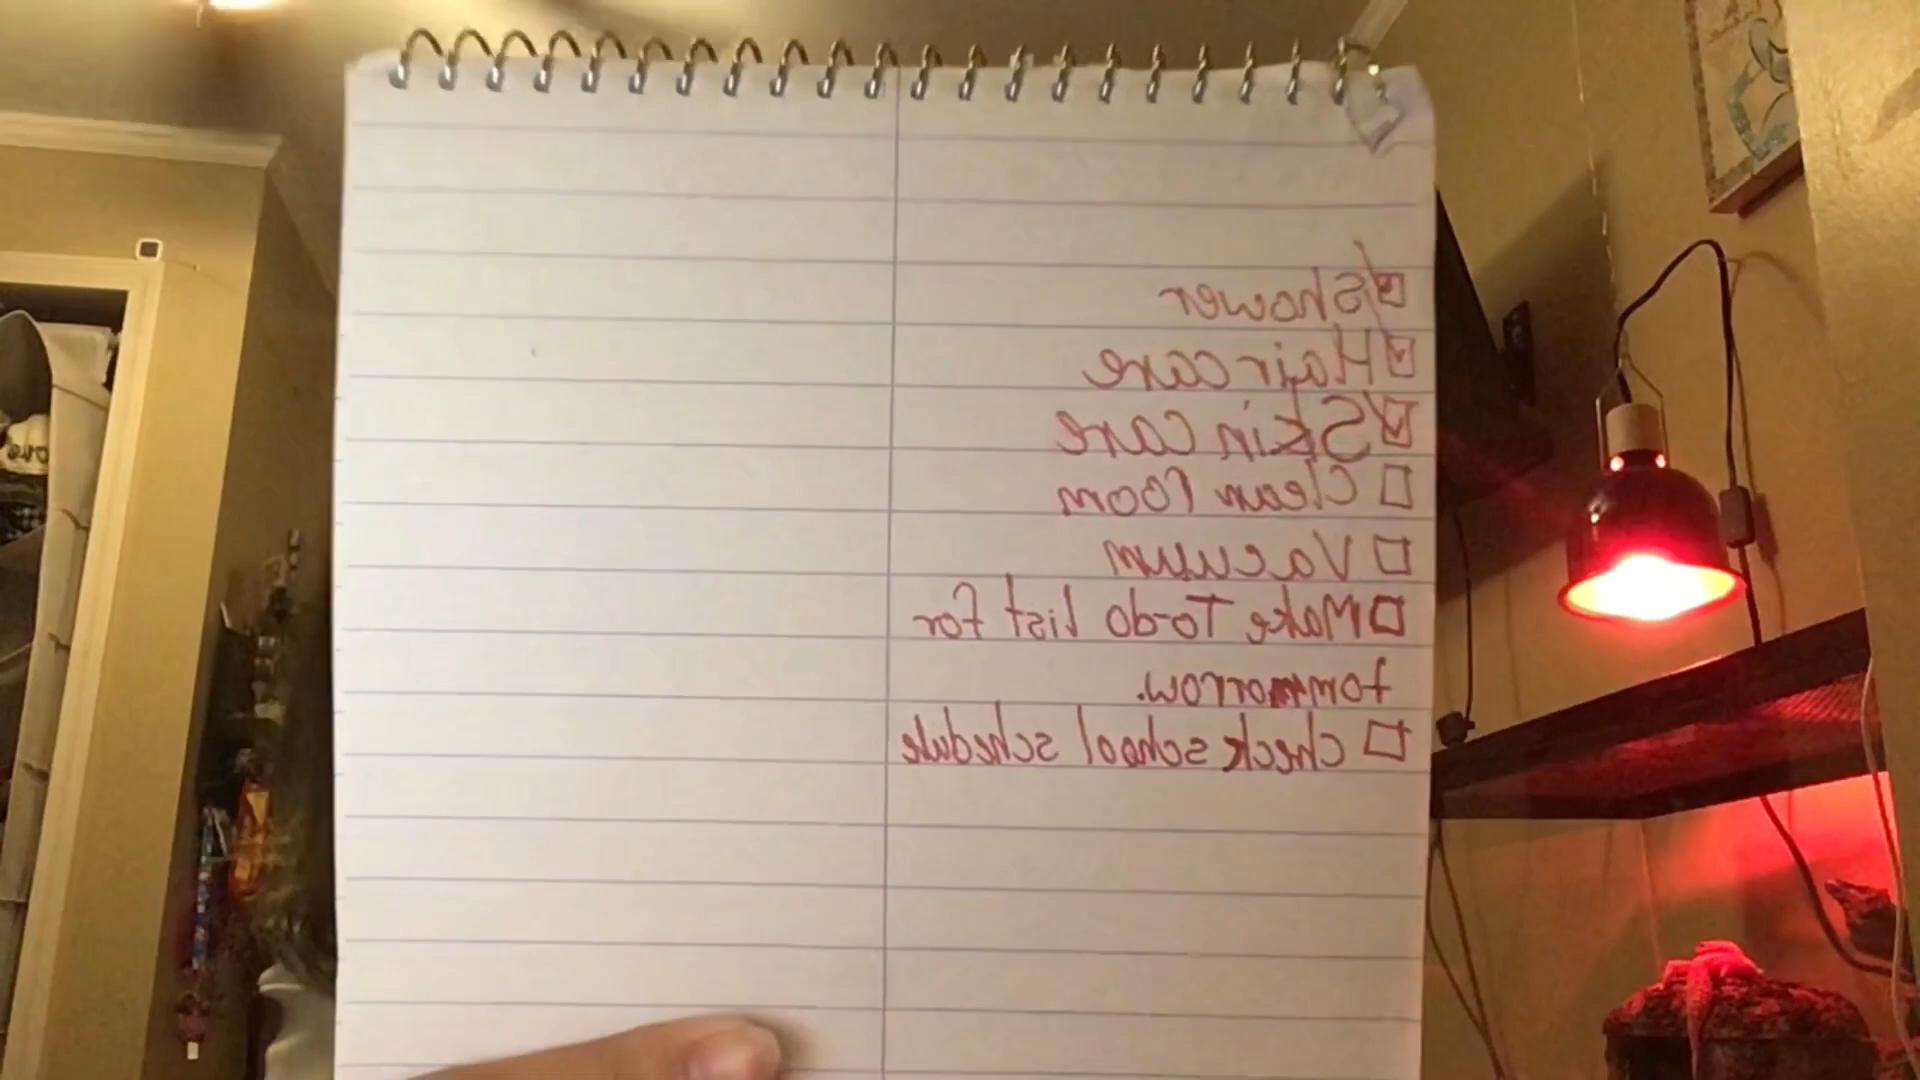 ☑ Shower
☑ Hair care
☑ Skin care
☐ Clean room
☐ Vacuum
☐ Make To-do list for
tommorrow.
☐ check school schedule